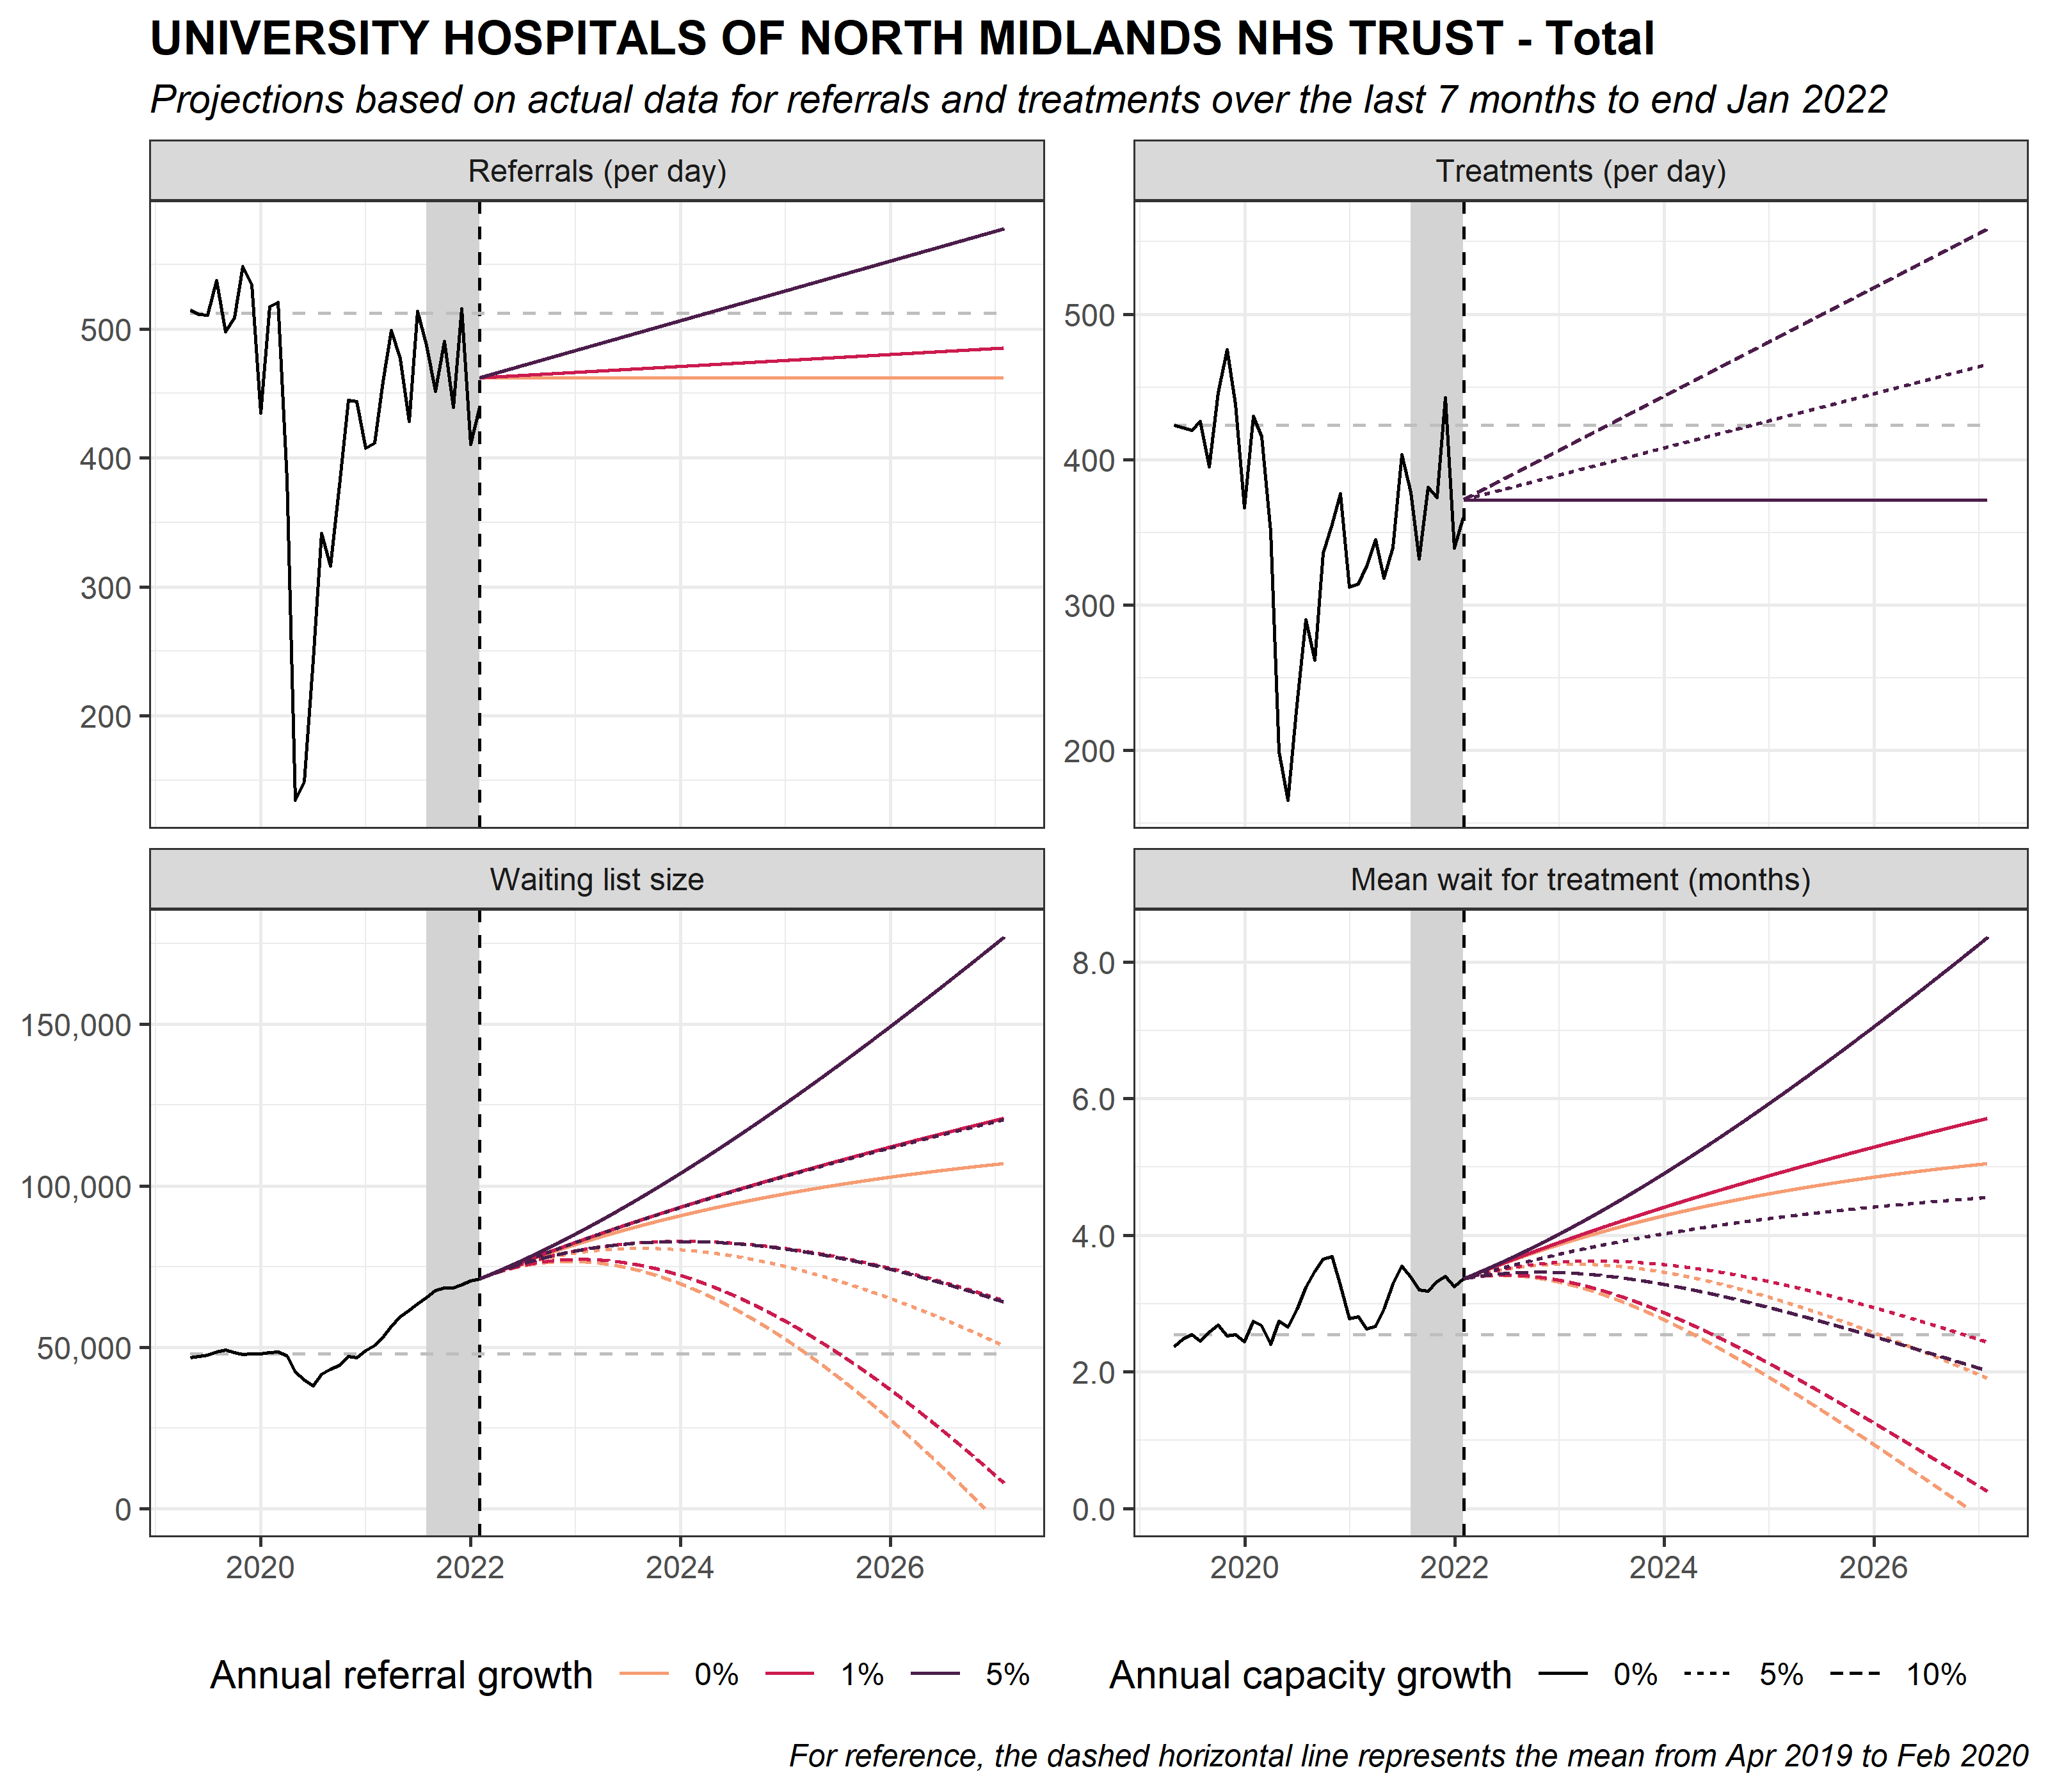 UNIVERSITY HOSPITALS OF NORTH MIDLANDS NHS TRUST - Total
Projections based on actual data for referrals and treatments over the last 7 months to end Jan 2022
Referrals (per day)
500
400
300
200
Treatments (per day)
500
400
300
200
Waiting list size
150,000
100,000
50,000
0
2020 2022 2024 2026
Mean wait for treatment (months)
8.0
6.0
4.0
2.0
0.0
2020 2022 2024 2026
Annual referral growth 0% 1% 5%
Annual capacity growth 0% 5% 10%
For reference, the dashed horizontal line represents the mean from Apr 2019 to Feb 2020